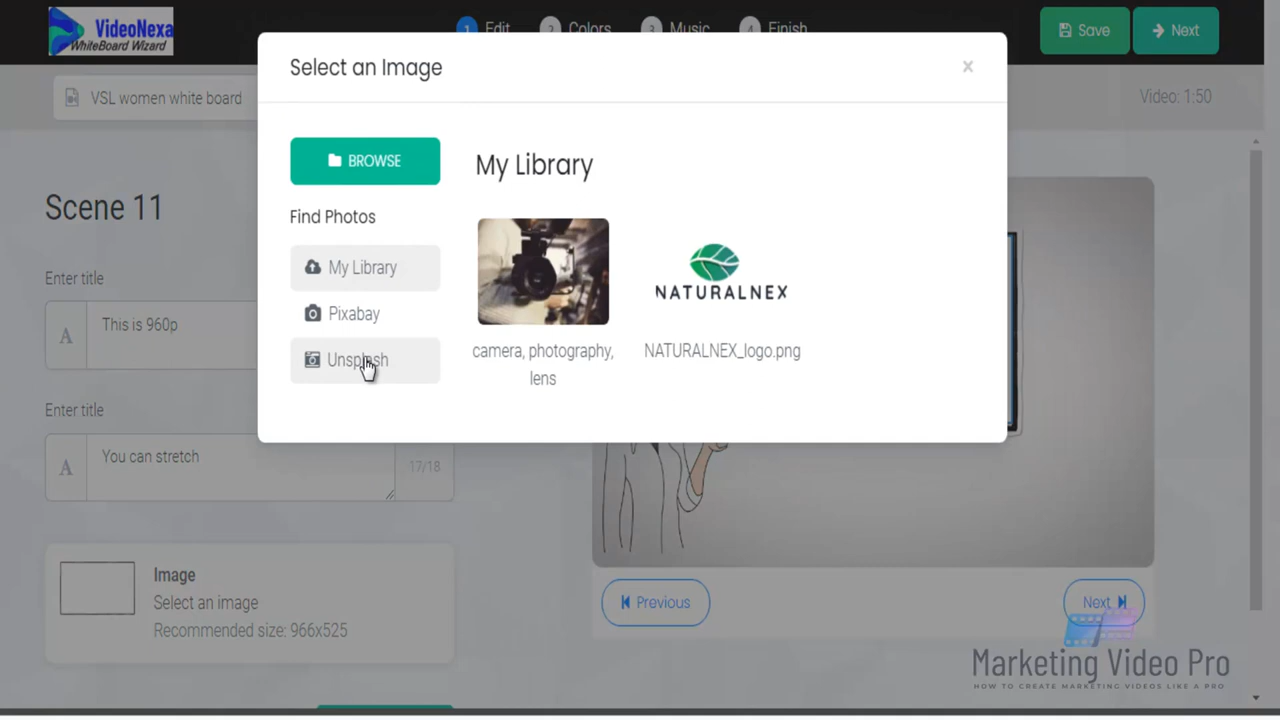 VideoNexa
WhiteBoard Wizard
1 Edit
2 Colors
3 Music
4 Finish
Save
Next
VSL women white board
Video: 1:50
Select an Image
×
BROWSE
Find Photos
My Library
Pixabay
Unsplash
My Library
camera, photography,
lens
NATURALNEX
NATURALNEX_logo.png
Scene 11
Enter title
A
This is 960p
Enter title
A
You can stretch
17/18
Image
Select an image
Recommended size: 966x525
Previous
Next
Marketing Video Pro
HOW TO CREATE MARKETING VIDEOS LIKE A PRO